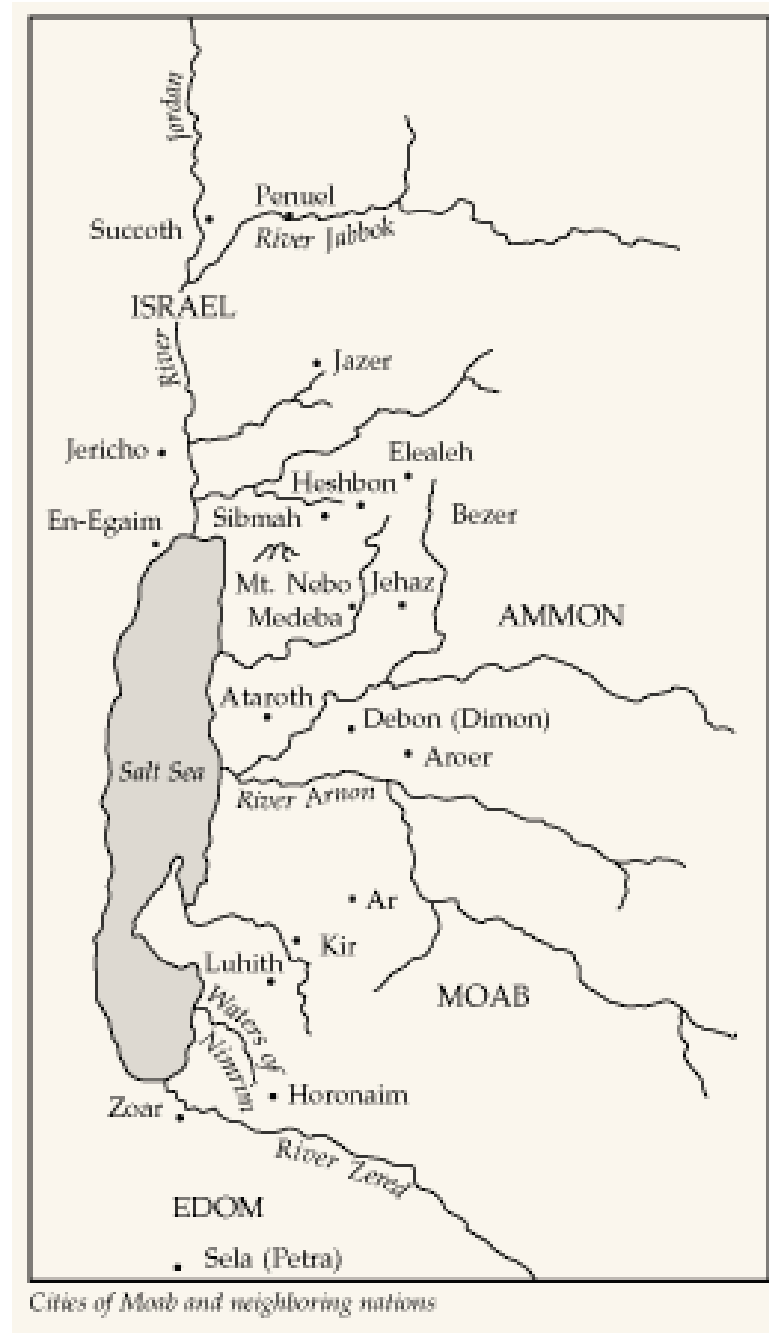 Jordan
Penuel
Succoth
River Jabbok
ISRAEL
River
Jazer
Jericho
Elealeh
Heshbon
En-Egaim
Sibmah
Bezer
Mt. Nebo
Jehaz
Medeba
AMMON
Ataroth
Debon (Dimon)
Aroer
Salt Sea
River Arnon
Ar
Kir
Luhith
MOAB
Waters of
Nimrim
Horonaim
Zoar
River Zered
EDOM
Sela (Petra)
Cities of Moab and neighboring nations